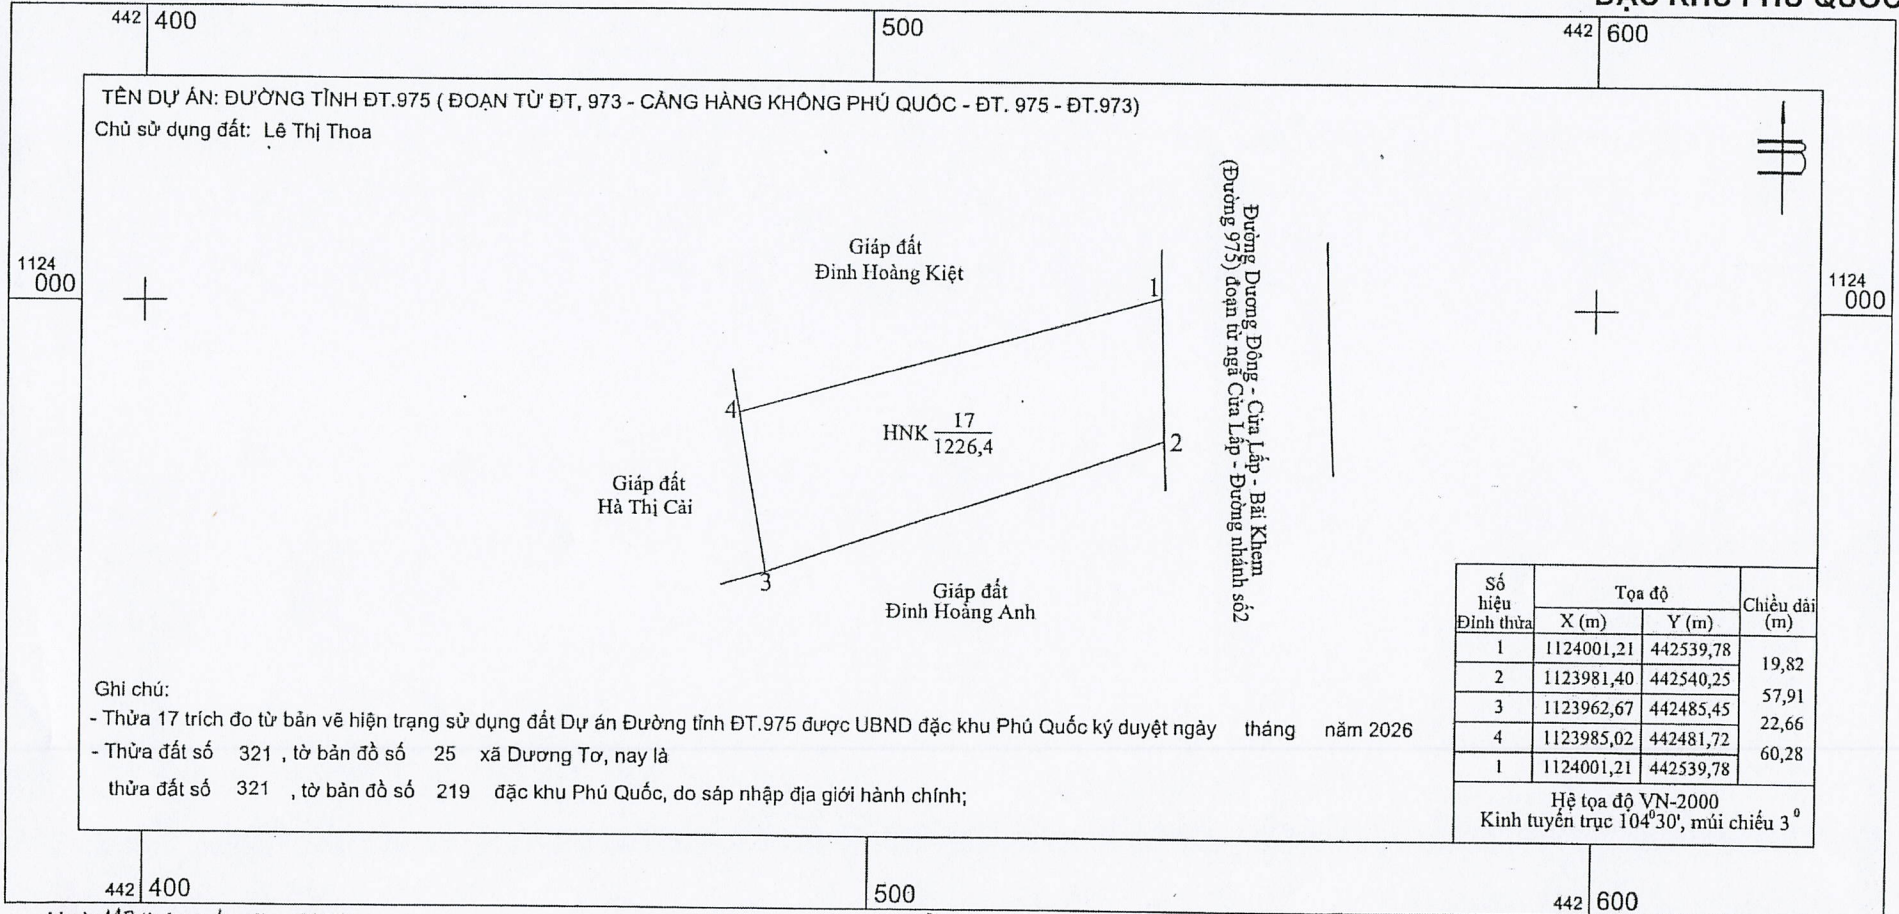 442 400
500
442 600
TÊN DỰ ÁN: ĐƯỜNG TỈNH ĐT.975 ( ĐOẠN TỪ ĐT, 973 - CẢNG HÀNG KHÔNG PHÚ QUỐC - ĐT. 975 - ĐT.973)
Chủ sử dụng đất: Lê Thị Thoa
Giáp đất
Đinh Hoàng Kiệt
1124
000
1124
000
1
4
HNK 17
1226,4
2
Giáp đất
Hà Thị Cải
3
Giáp đất
Đinh Hoảng Anh
Đường Dương Đông - Cửa Lấp - Bãi Khem
(Đường 975) đoạn từ ngã Cửa Lấp - Đường nhánh số2
Số hiệu Đỉnh thửa Tọa độ Chiều dài (m)
X (m) Y (m)
1 1124001,21 442539,78
19,82
2 1123981,40 442540,25
57,91
3 1123962,67 442485,45
22,66
4 1123985,02 442481,72
60,28
1 1124001,21 442539,78
Hệ tọa độ VN-2000
Kinh tuyến trục 104°30', múi chiếu 3°
Ghi chú:
- Thửa 17 trích đo từ bản vẽ hiện trạng sử dụng đất Dự án Đường tỉnh ĐT.975 được UBND đặc khu Phú Quốc ký duyệt ngày tháng năm 2026
- Thửa đất số 321 , tờ bản đồ số 25 xã Dương Tơ, nay là
thửa đất số 321 , tờ bản đồ số 219 đặc khu Phú Quốc, do sáp nhập địa giới hành chính;
442 400
500
442 600